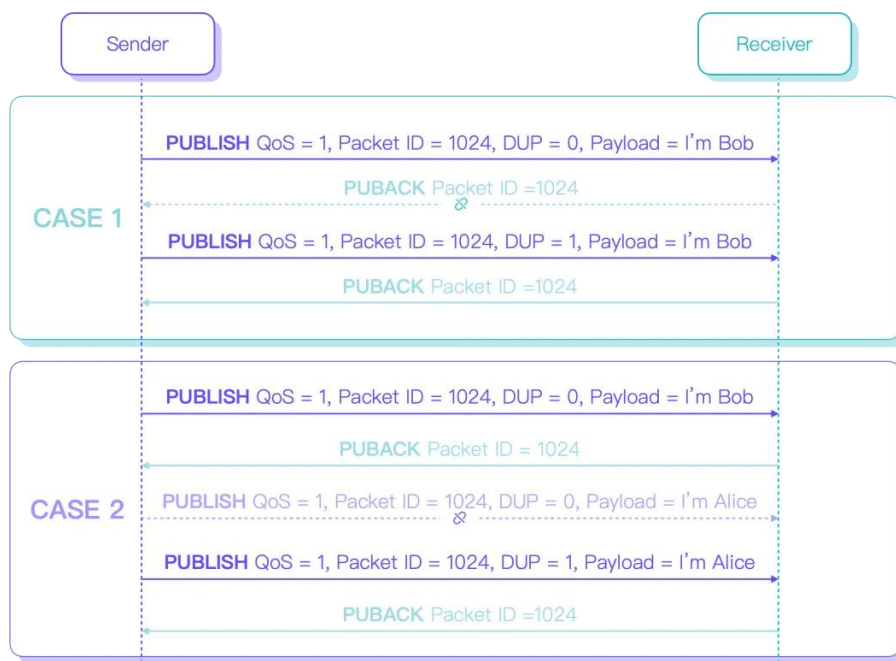 Sender
Receiver
CASE 1
PUBLISH QoS = 1, Packet ID = 1024, DUP = 0, Payload = I’m Bob
PUBACK Packet ID =1024
PUBLISH QoS = 1, Packet ID = 1024, DUP = 1, Payload = I’m Bob
PUBACK Packet ID =1024
CASE 2
PUBLISH QoS = 1, Packet ID = 1024, DUP = 0, Payload = I’m Bob
PUBACK Packet ID = 1024
PUBLISH QoS = 1, Packet ID = 1024, DUP = 0, Payload = I’m Alice
PUBLISH QoS = 1, Packet ID = 1024, DUP = 1, Payload = I’m Alice
PUBACK Packet ID =1024